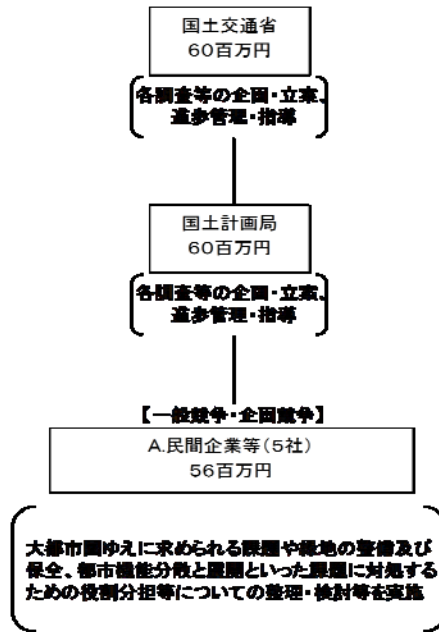 国土交通省
60百万円
各調査等の企画・立案、
進捗管理・指導
国土計画局
60百万円
各調査等の企画・立案、
進捗管理・指導
【一般競争・企画競争】
A.民間企業等(5社)
56百万円
大都市圏ゆえに求められる課題や緑地の整備及び
保全、都市機能分散と展開といった課題に対処する
ための役割分担等についての整理・検討等を実施